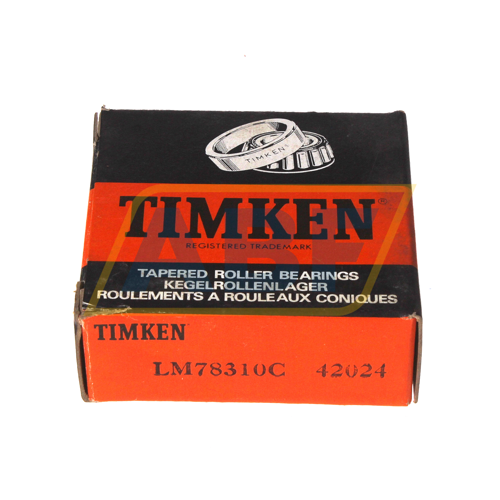 TIMKEN
TIMKEN®
REGISTERED TRADEMARK
TAPERED ROLLER BEARINGS
KEGELROLLENLAGER
ROULEMENTS A ROULEAUX CONIQUES
TIMKEN
LM78310C 42024